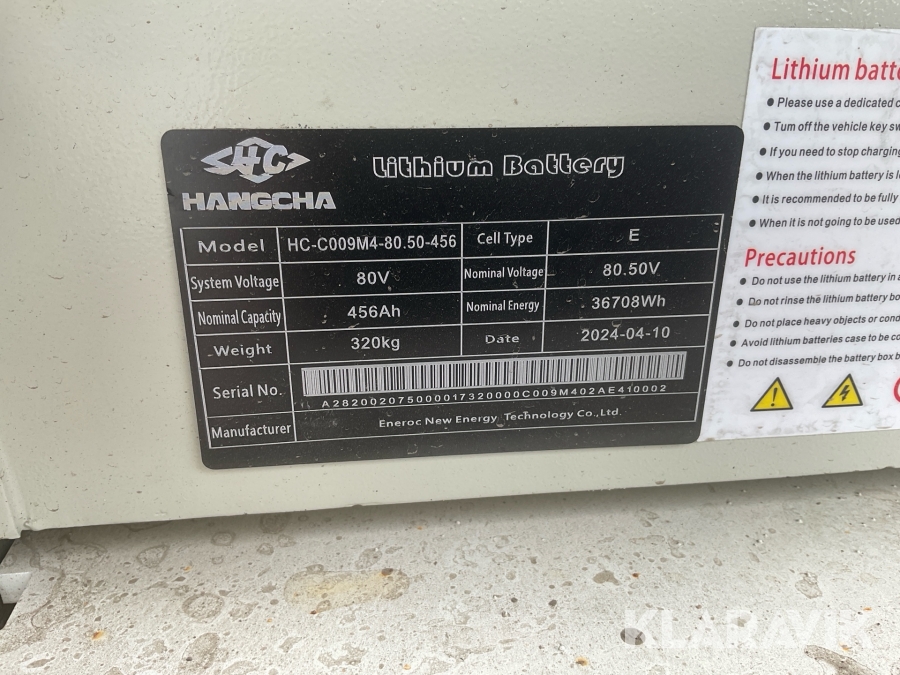 HC
HANGCHA
Lithium Battery
Model HC-C009M4-80.50-456 Cell Type E
System Voltage 80V Nominal Voltage 80.50V
Nominal Capacity 456Ah Nominal Energy 36708Wh
Weight 320kg Date 2024-04-10
Serial No.
A282002075000017320000C009M402AE410002
Manufacturer Eneroc New Energy Technology Co.,Ltd.
Lithium batte
● Please use a dedicated c
● Turn off the vehicle key sw
● If you need to stop charging
● When the lithium battery is l
● It is recommended to be fully
● When it is not going to be used
Precautions
● Do not use the lithium battery in a
● Do not rinse the lithium battery bo
● Do not place heavy objects or cond
● Avoid lithium batteries case to be co
● Do not disassemble the battery box b
KLARAVIK